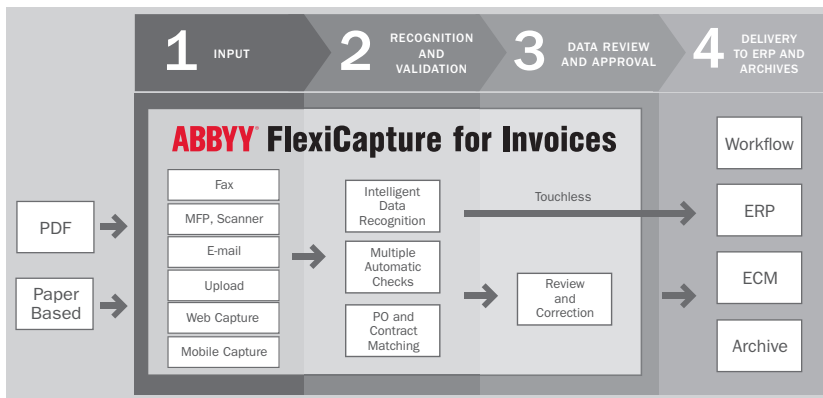 1 INPUT
2 RECOGNITION
AND
VALIDATION
3 DATA REVIEW
AND APPROVAL
4 DELIVERY
TO ERP AND
ARCHIVES
ABBYY® FlexiCapture for Invoices
PDF
Paper
Based
Fax
MFP, Scanner
E-mail
Upload
Web Capture
Mobile Capture
Intelligent
Data
Recognition
Multiple
Automatic
Checks
PO and
Contract
Matching
Touchless
Review
and
Correction
Workflow
ERP
ECM
Archive